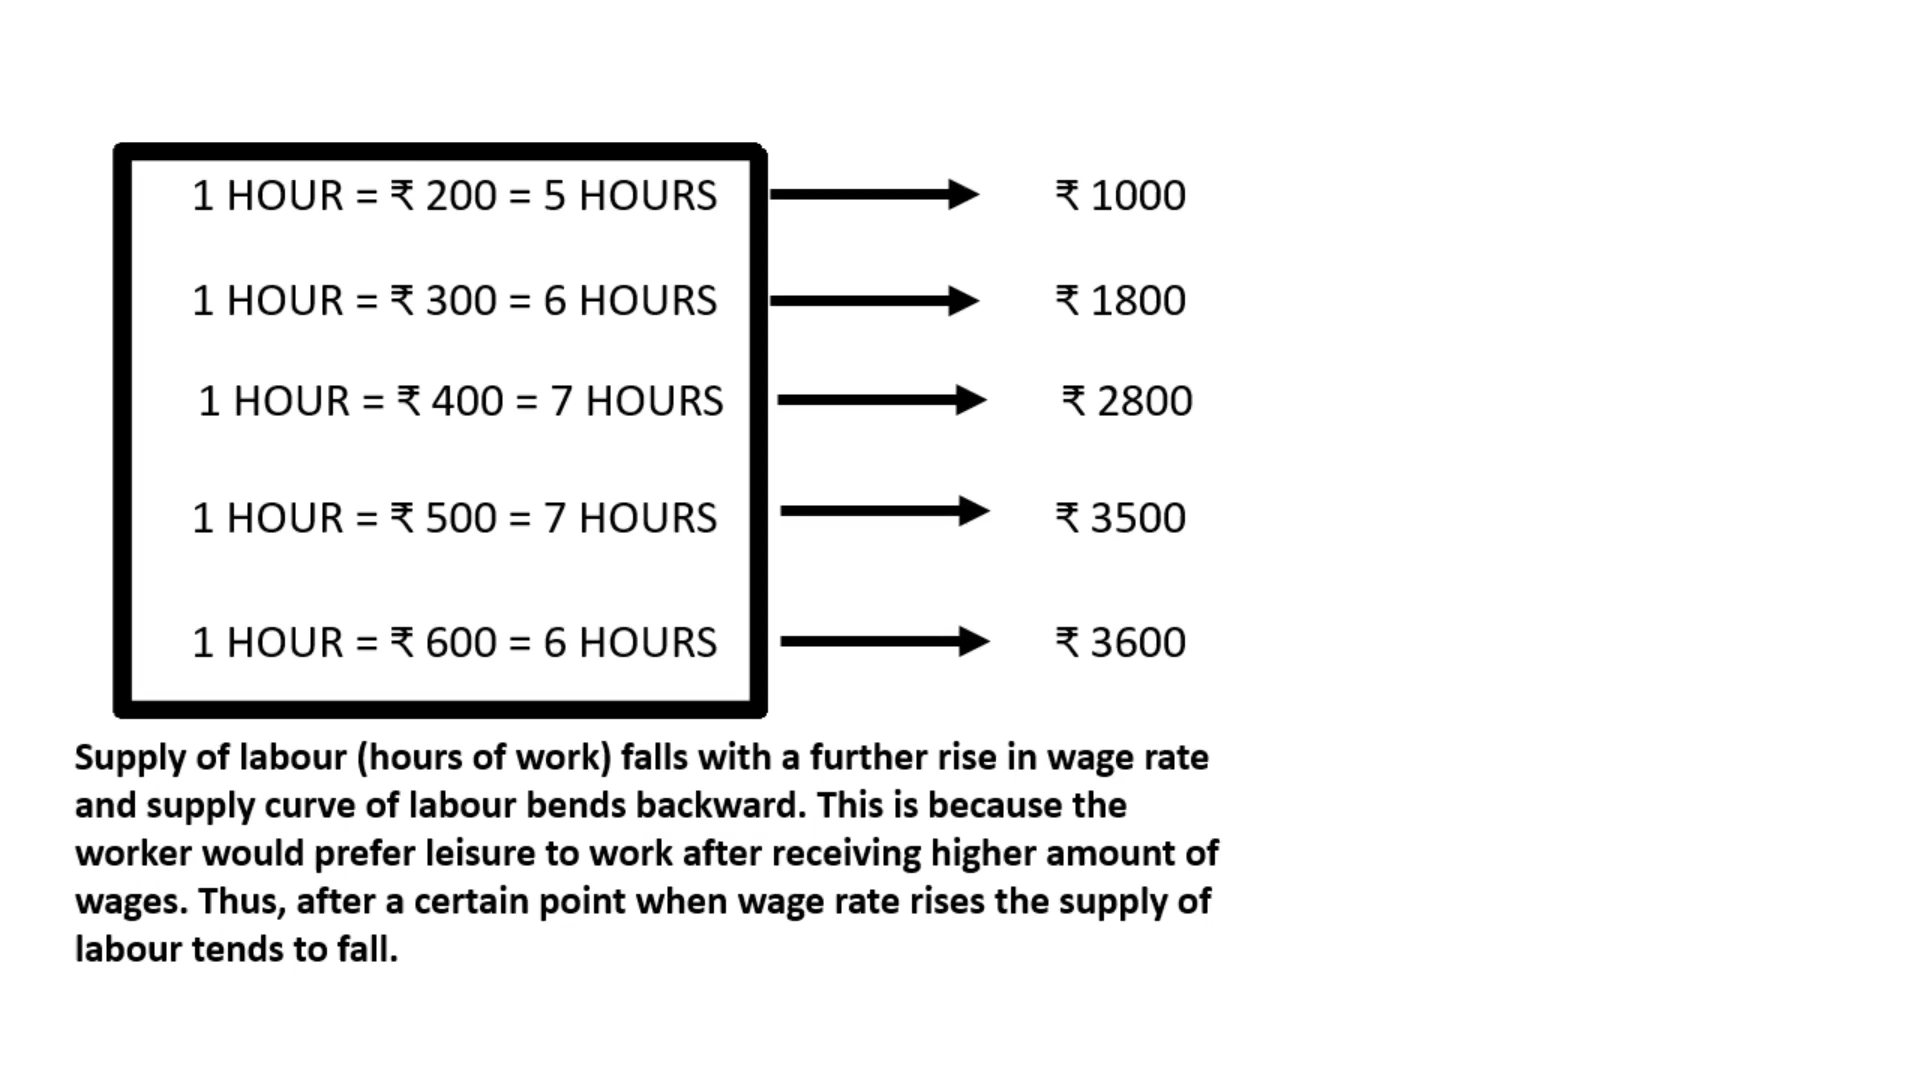 1 HOUR = ₹ 200 = 5 HOURS ₹ 1000
1 HOUR = ₹ 300 = 6 HOURS ₹ 1800
1 HOUR = ₹ 400 = 7 HOURS ₹ 2800
1 HOUR = ₹ 500 = 7 HOURS ₹ 3500
1 HOUR = ₹ 600 = 6 HOURS ₹ 3600
Supply of labour (hours of work) falls with a further rise in wage rate
and supply curve of labour bends backward. This is because the
worker would prefer leisure to work after receiving higher amount of
wages. Thus, after a certain point when wage rate rises the supply of
labour tends to fall.